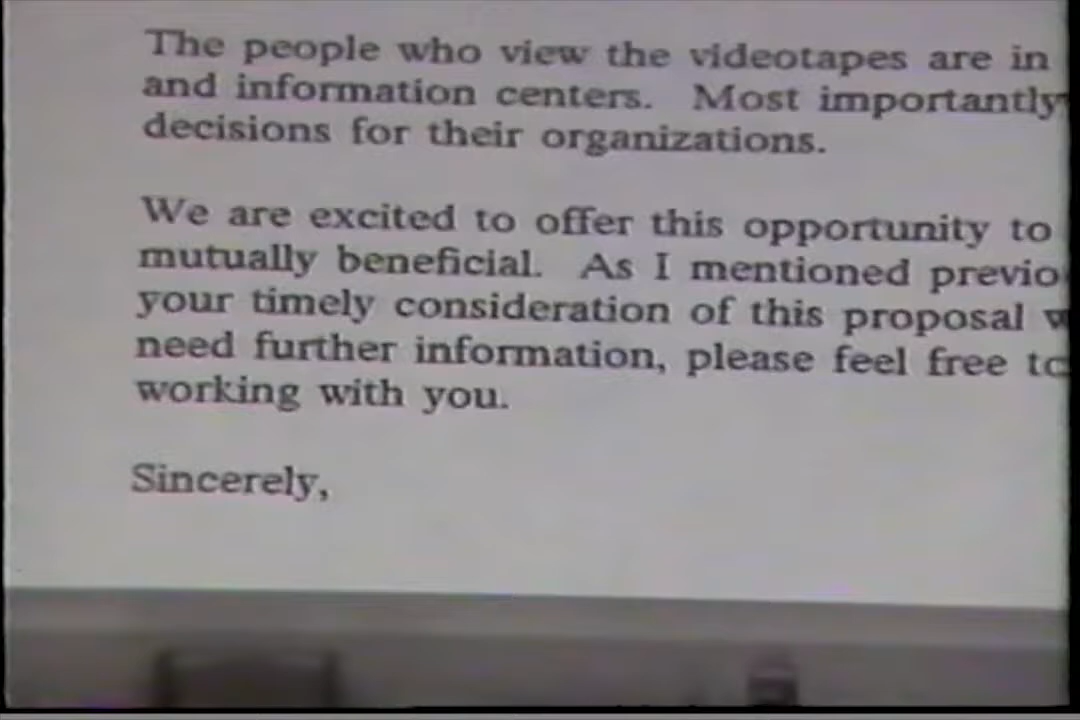 The people who view the videotapes are in
and information centers. Most importantly
decisions for their organizations.
We are excited to offer this opportunity to
mutually beneficial. As I mentioned previo
your timely consideration of this proposal w
need further information, please feel free to
working with you.
Sincerely,